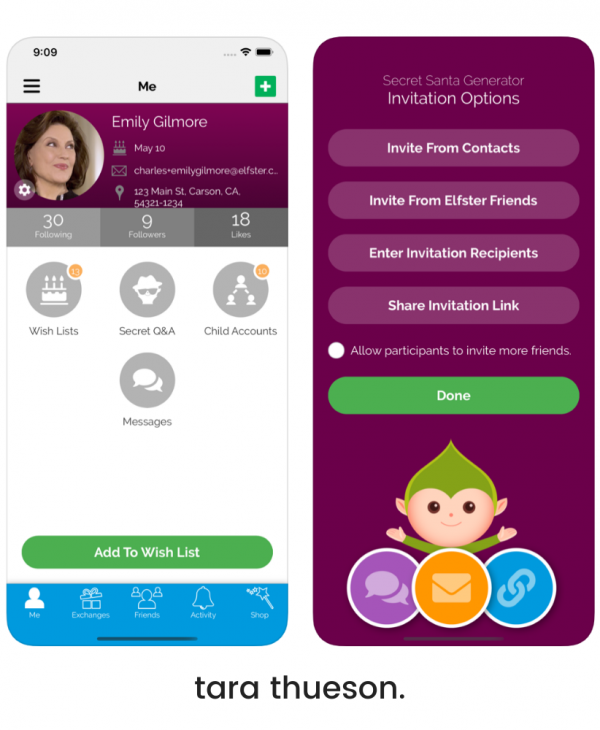 9:09
Me
Emily Gilmore
May 10
charles+emilygilmore@elfster.c..
123 Main St, Carson, CA,
54321-1234
30
Following
9
Followers
18
Likes
13
10
Wish Lists
Secret Q&A
Child Accounts
Messages
Add To Wish List
Me
Exchanges
Friends
Activity
Shop
Secret Santa Generator
Invitation Options
Invite From Contacts
Invite From Elfster Friends
Enter Invitation Recipients
Share Invitation Link
Allow participants to invite more friends.
Done
tara thueson.